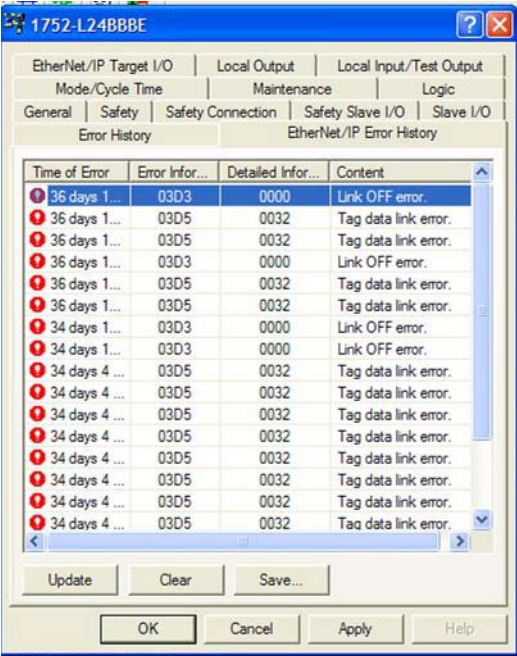 1752-L24BBBE
EtherNet/IP Target I/O Local Output Local Input/Test Output
Mode/Cycle Time Maintenance Logic
General Safety Safety Connection Safety Slave I/O Slave I/O
Error History EtherNet/IP Error History
Time of Error Error Infor... Detailed Infor... Content
36 days 1... 03D3 0000 Link OFF error.
36 days 1... 03D5 0032 Tag data link error.
36 days 1... 03D5 0032 Tag data link error.
36 days 1... 03D3 0000 Link OFF error.
36 days 1... 03D5 0032 Tag data link error.
36 days 1... 03D5 0032 Tag data link error.
34 days 1... 03D3 0000 Link OFF error.
34 days 1... 03D3 0000 Link OFF error.
34 days 4 ... 03D5 0032 Tag data link error.
34 days 4 ... 03D5 0032 Tag data link error.
34 days 4 ... 03D5 0032 Tag data link error.
34 days 4 ... 03D5 0032 Tag data link error.
34 days 4 ... 03D5 0032 Tag data link error.
34 days 4 ... 03D5 0032 Tag data link error.
34 days 4 ... 03D5 0032 Tag data link error.
34 days 4 ... 03D5 0032 Tag data link error.
Update Clear Save...
OK Cancel Apply Help